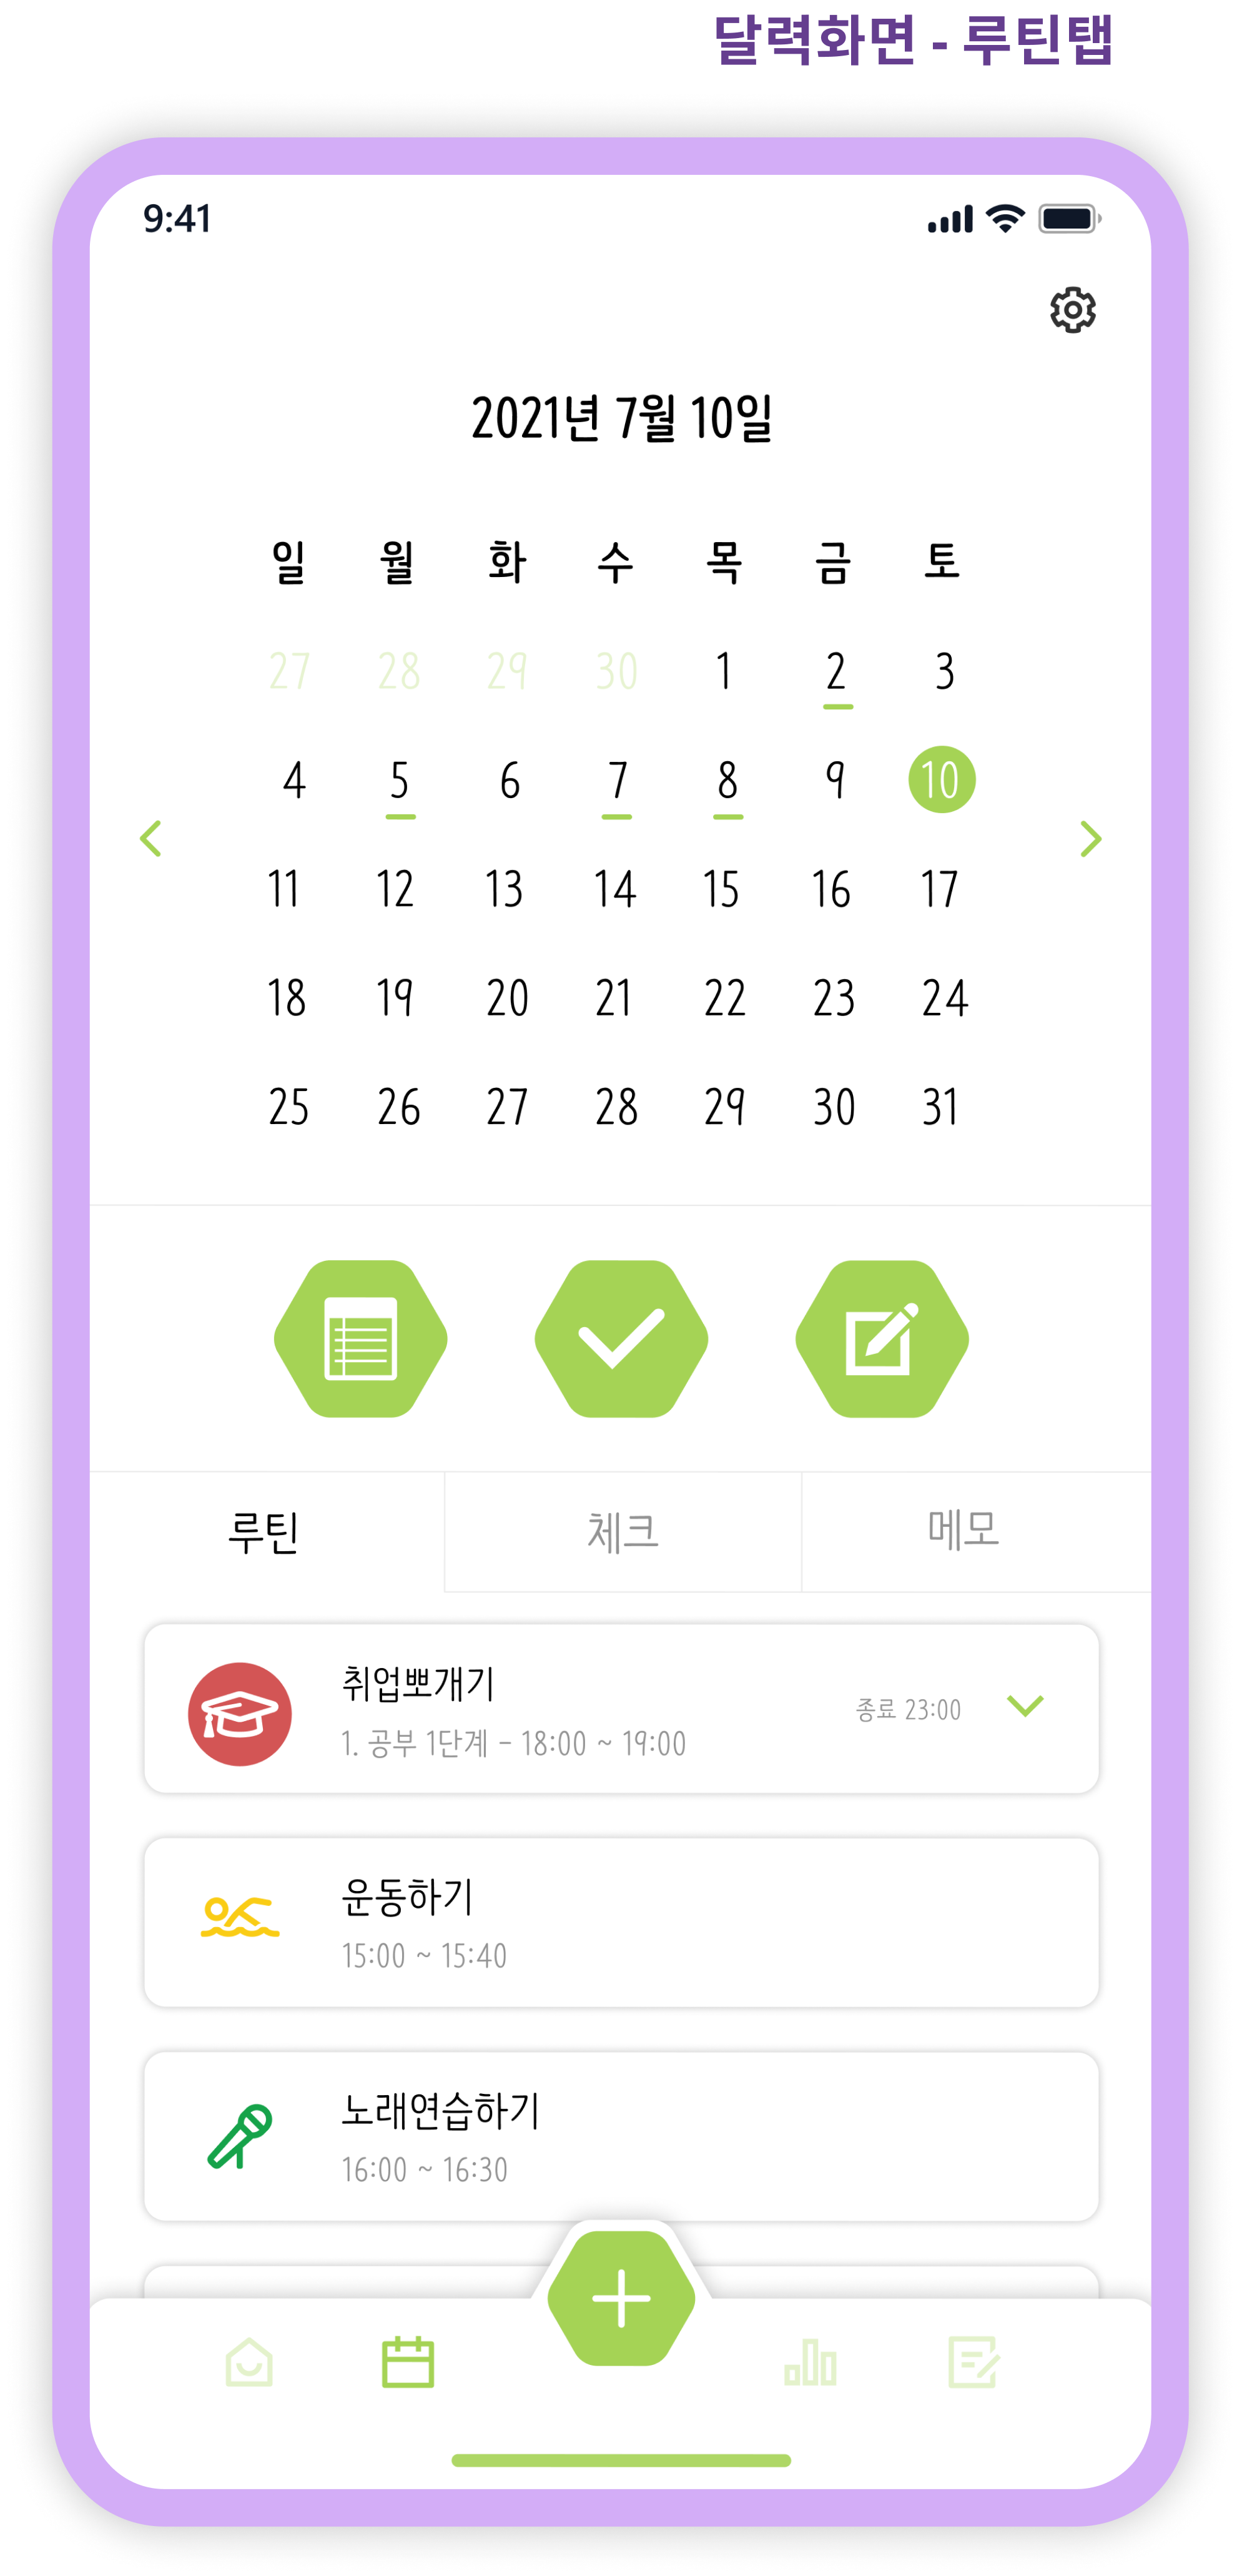 달력화면 - 루틴탭
9:41
2021년 7월 10일
일 월 화 수 목 금 토
27 28 29 30 1 2 3
4 5 6 7 8 9 10
11 12 13 14 15 16 17
18 19 20 21 22 23 24
25 26 27 28 29 30 31
루틴 체크 메모
취업뽀개기
1. 공부 1단계 - 18:00 ~ 19:00
종료 23:00
운동하기
15:00 ~ 15:40
노래연습하기
16:00 ~ 16:30